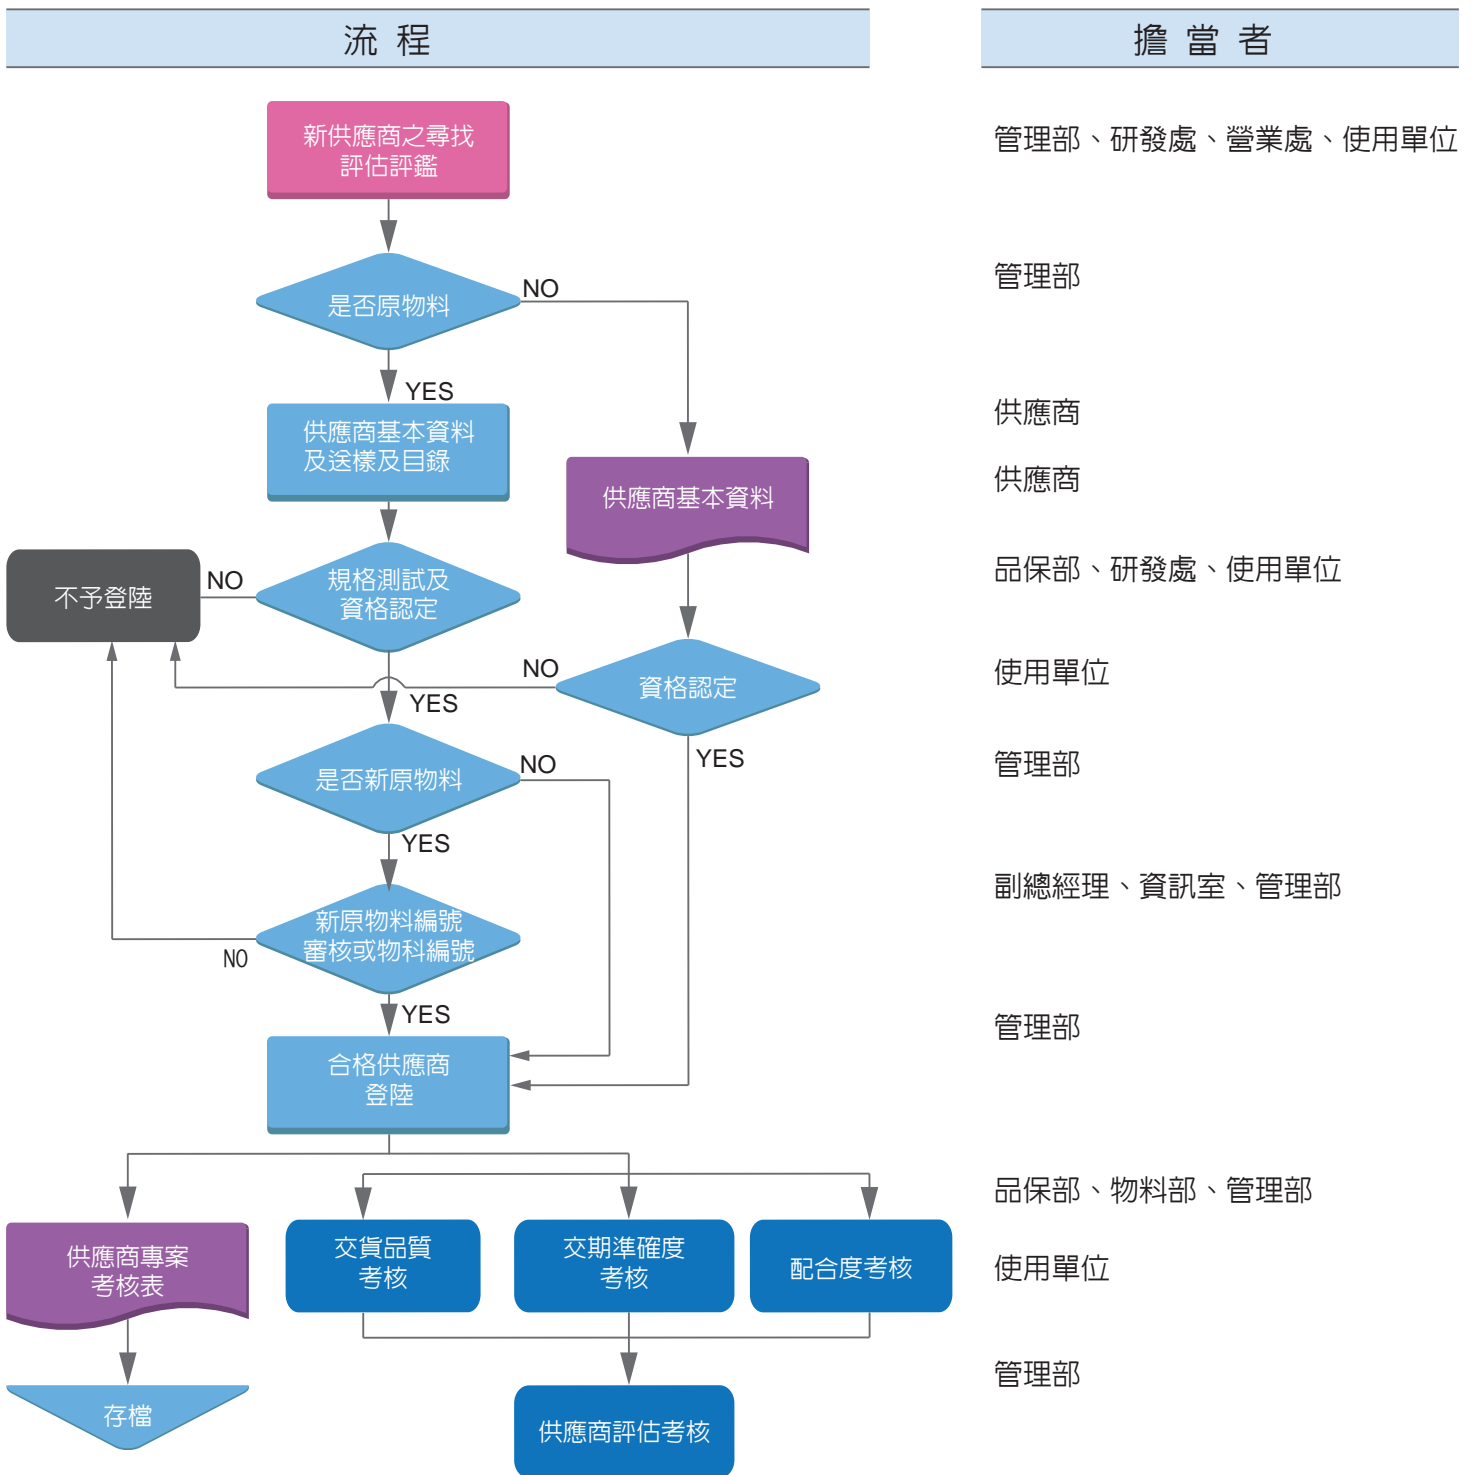 流程
擔當者
新供應商之尋找
評估評鑑
管理部、研發處、營業處、使用單位
是否原物料
NO
管理部
YES
供應商基本資料
及送樣及目錄
供應商
供應商基本資料
供應商
不予登陸
NO
規格測試及
資格認定
品保部、研發處、使用單位
NO
資格認定
使用單位
YES
是否新原物料
NO
YES
管理部
YES
新原物料編號
審核或物科編號
NO
副總經理、資訊室、管理部
YES
合格供應商
登陸
管理部
品保部、物料部、管理部
供應商專案
考核表
交貨品質
考核
交期準確度
考核
配合度考核
使用單位
存檔
供應商評估考核
管理部